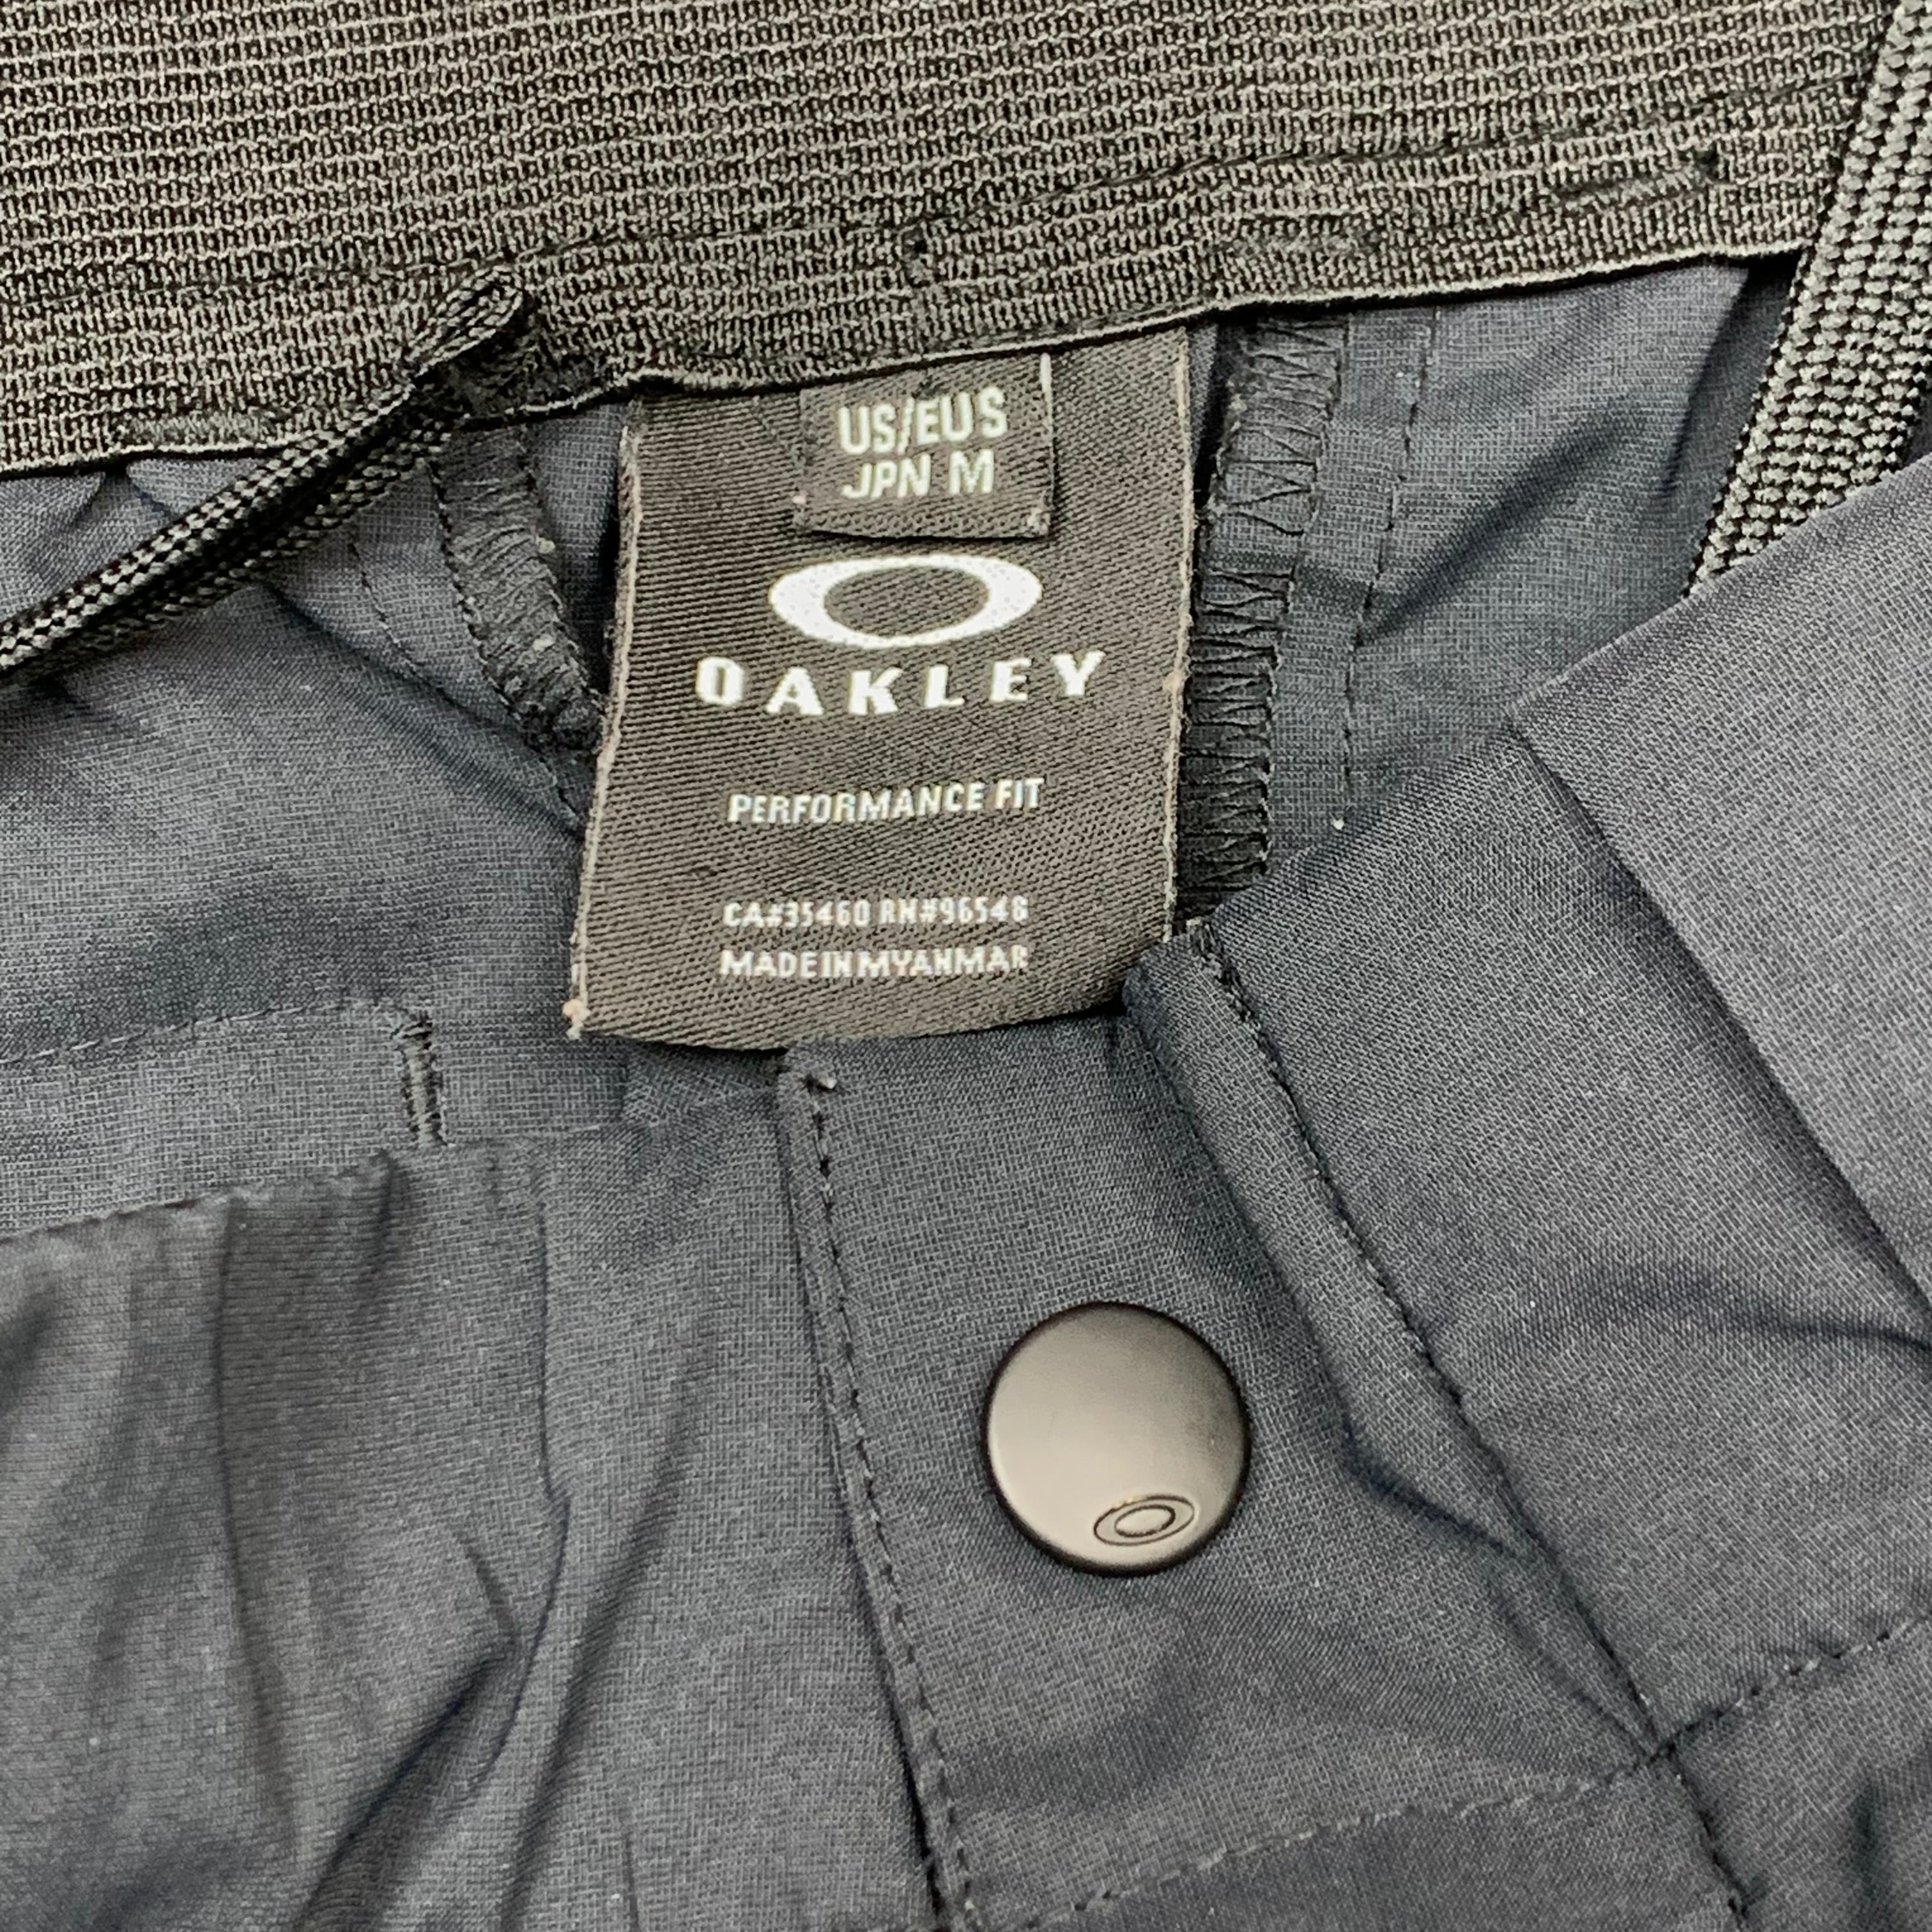 US/EU S
JPN M
OAKLEY
PERFORMANCE FIT
CA#35460 RN#96548
MADE IN MYANMAR